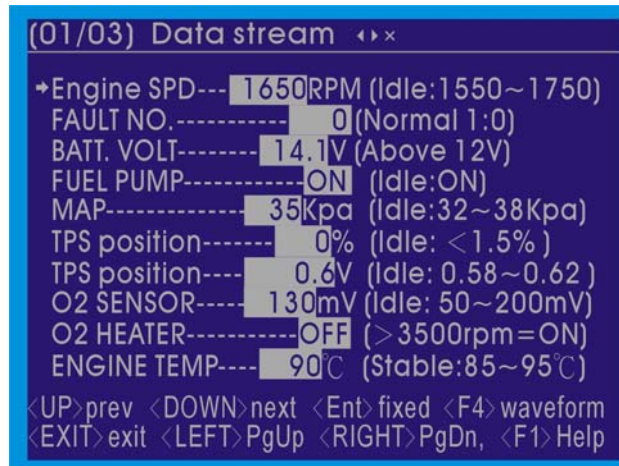 (01/03) Data stream ◂▸×
➡Engine SPD--- 1650RPM (Idle:1550~1750)
FAULT NO.----------- 0 (Normal 1:0)
BATT. VOLT-------- 14.1V (Above 12V)
FUEL PUMP-----------ON (Idle:ON)
MAP-------------- 35Kpa (Idle:32~38Kpa)
TPS position------- 0% (Idle: <1.5% )
TPS position---- 0.6V (Idle: 0.58~0.62 )
O2 SENSOR----- 130mV (Idle: 50~200mV)
O2 HEATER-----------OFF (>3500rpm=ON)
ENGINE TEMP---- 90℃ (Stable:85~95℃)
<UP>prev <DOWN>next <Ent>fixed <F4>waveform
<EXIT>exit <LEFT>PgUp <RIGHT>PgDn, <F1>Help